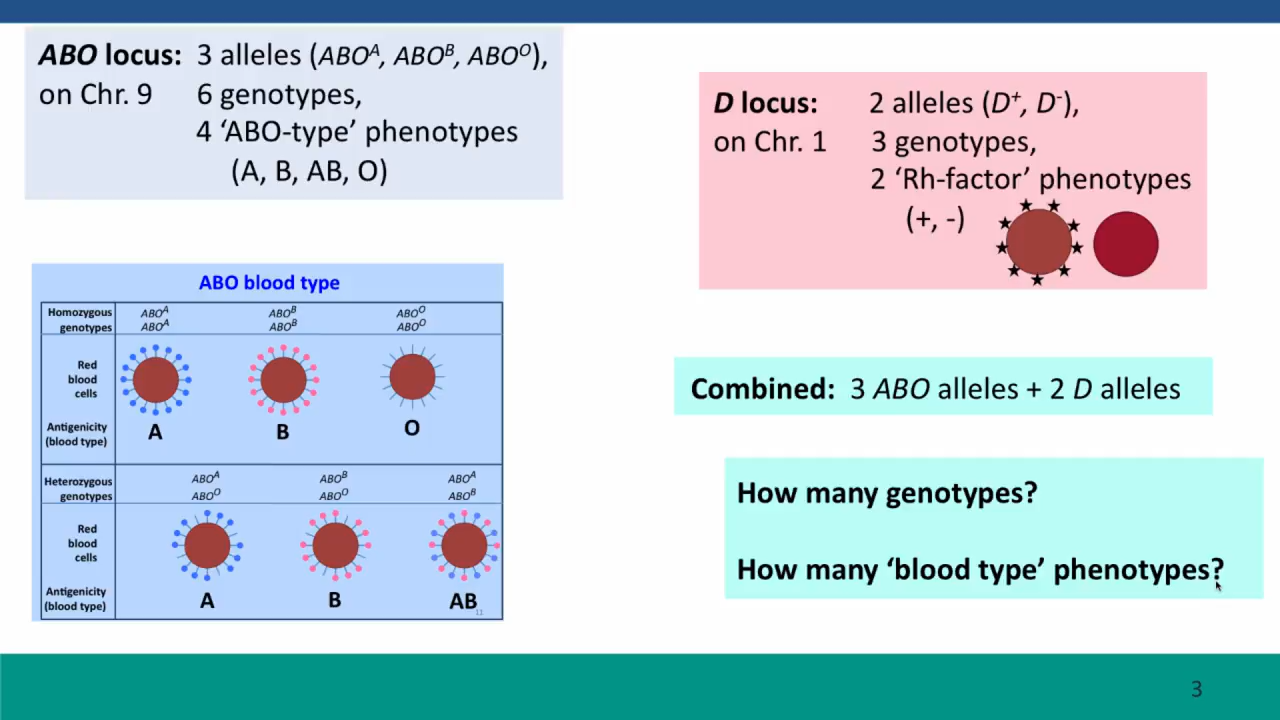 ABO locus: 3 alleles (ABOᴬ, ABOᴮ, ABOᴼ),
on Chr. 9 6 genotypes,
4 ‘ABO-type’ phenotypes
(A, B, AB, O)
D locus: 2 alleles (D⁺, D⁻),
on Chr. 1 3 genotypes,
2 ‘Rh-factor’ phenotypes
(+, -)
ABO blood type
Homozygous genotypes
ABOᴬ ABOᴮ ABOᴼ
ABOᴬ ABOᴮ ABOᴼ
Red
blood
cells
Antigenicity
(blood type)
A B O
Heterozygous genotypes
ABOᴬ ABOᴮ ABOᴬ
ABOᴼ ABOᴼ ABOᴮ
Red
blood
cells
Antigenicity
(blood type)
A B AB
11
Combined: 3 ABO alleles + 2 D alleles
How many genotypes?
How many ‘blood type’ phenotypes?
3